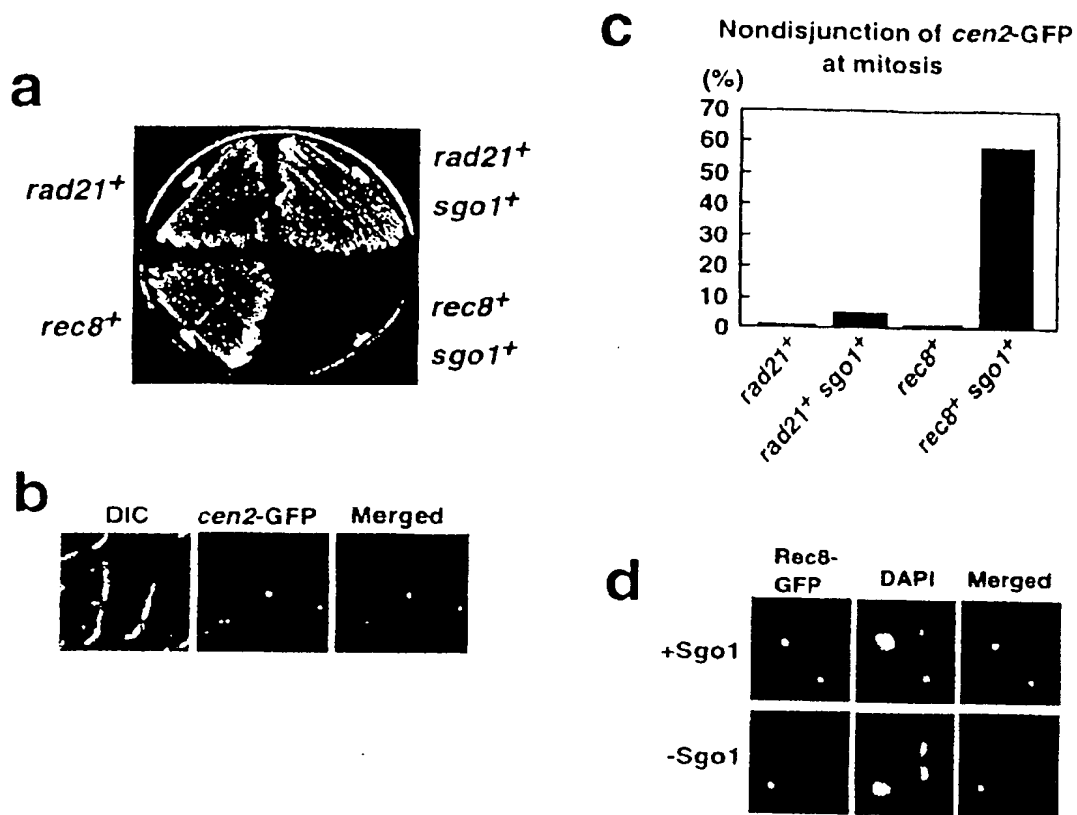 a
rad21+
rad21+
sgo1+
rec8+
rec8+
sgo1+
b
DIC
cen2-GFP
Merged
c
Nondisjunction of cen2-GFP
at mitosis
(%)
70
60
50
40
30
20
10
0
rad21+
rad21+ sgo1+
rec8+
rec8+ sgo1+
d
Rec8-
GFP
DAPI
Merged
+Sgo1
-Sgo1